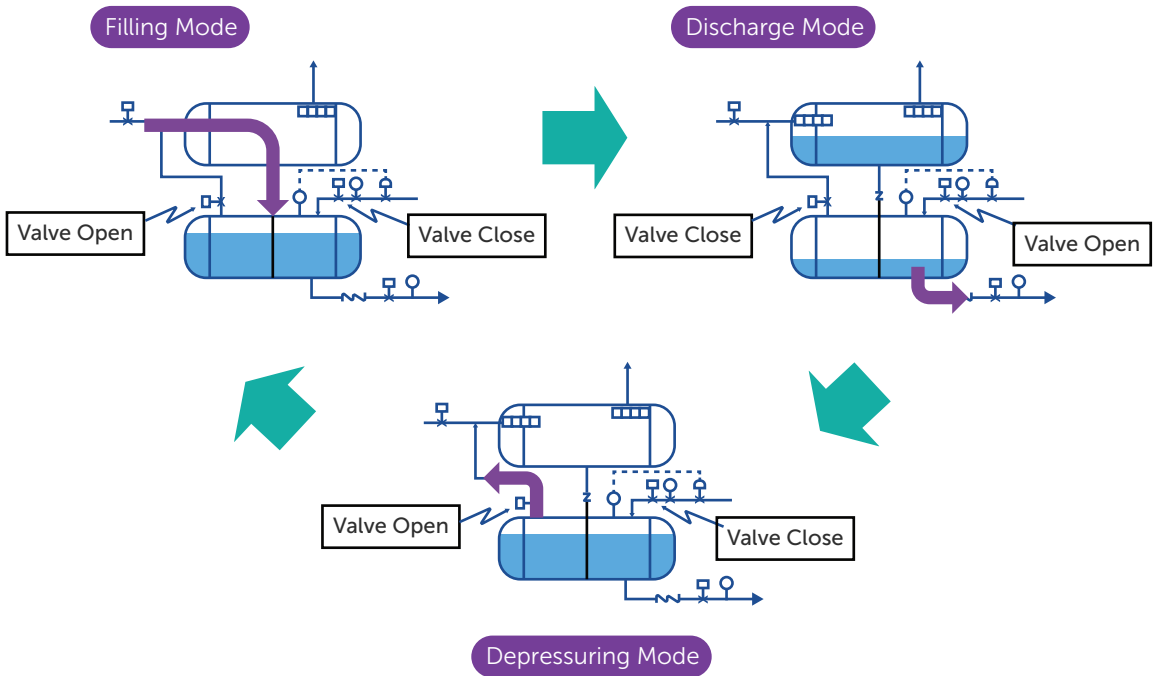 Filling Mode
Discharge Mode
Valve Open
Valve Close
Valve Close
Valve Open
Valve Open
Valve Close
Depressuring Mode